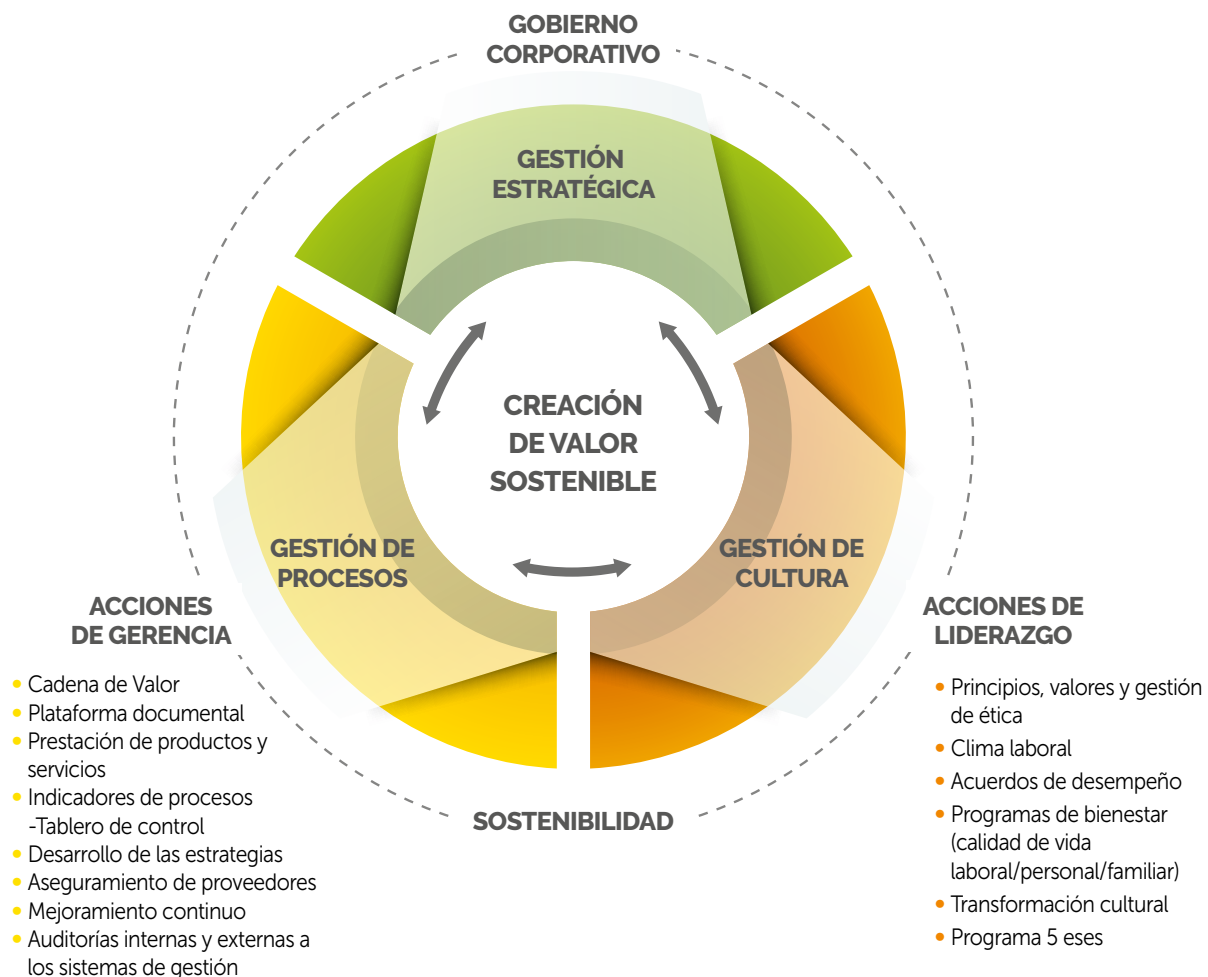 GOBIERNO
CORPORATIVO
GESTIÓN
ESTRATÉGICA
CREACIÓN
DE VALOR
SOSTENIBLE
GESTIÓN DE
PROCESOS
GESTIÓN DE
CULTURA
ACCIONES
DE GERENCIA
• Cadena de Valor
• Plataforma documental
• Prestación de productos y
servicios
• Indicadores de procesos
-Tablero de control
• Desarrollo de las estrategias
• Aseguramiento de proveedores
• Mejoramiento continuo
• Auditorías internas y externas a
los sistemas de gestión
ACCIONES DE
LIDERAZGO
• Principios, valores y gestión
de ética
• Clima laboral
• Acuerdos de desempeño
• Programas de bienestar
(calidad de vida
laboral/personal/familiar)
• Transformación cultural
• Programa 5 eses
SOSTENIBILIDAD